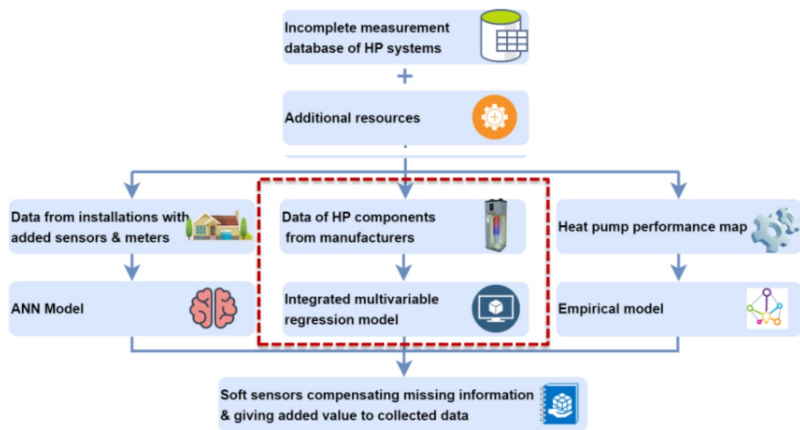 Incomplete measurement
database of HP systems
+
Additional resources
Data from installations with
added sensors & meters
Data of HP components
from manufacturers
Heat pump performance map
ANN Model
Integrated multivariable
regression model
Empirical model
Soft sensors compensating missing information
& giving added value to collected data